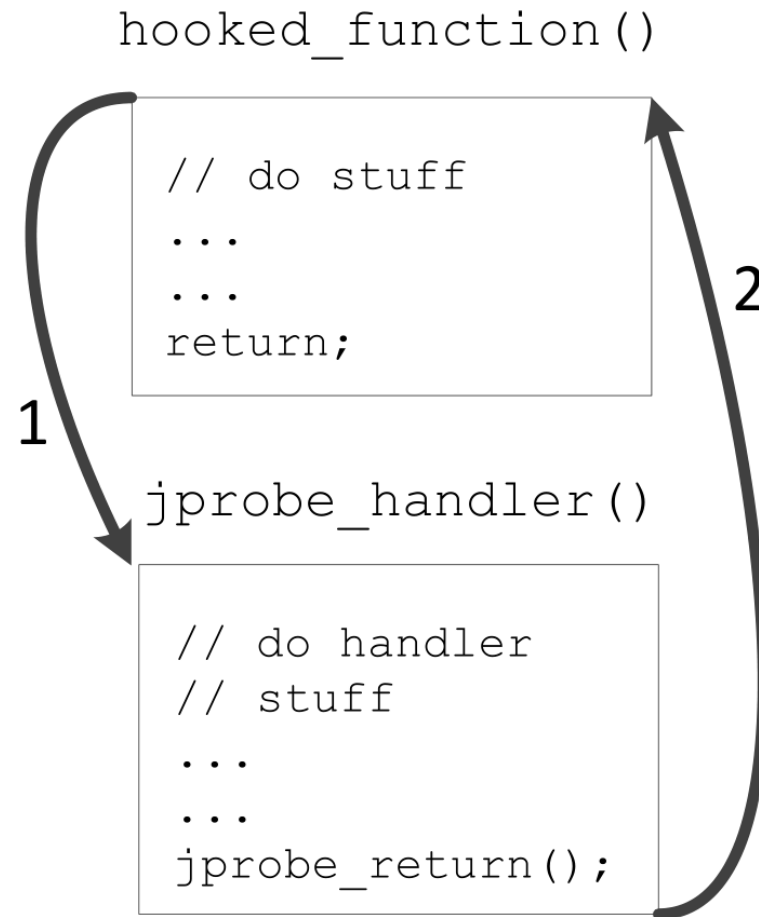 hooked_function()
// do stuff
...
...
return;
2
1
jprobe_handler()
// do handler
// stuff
...
...
jprobe_return();